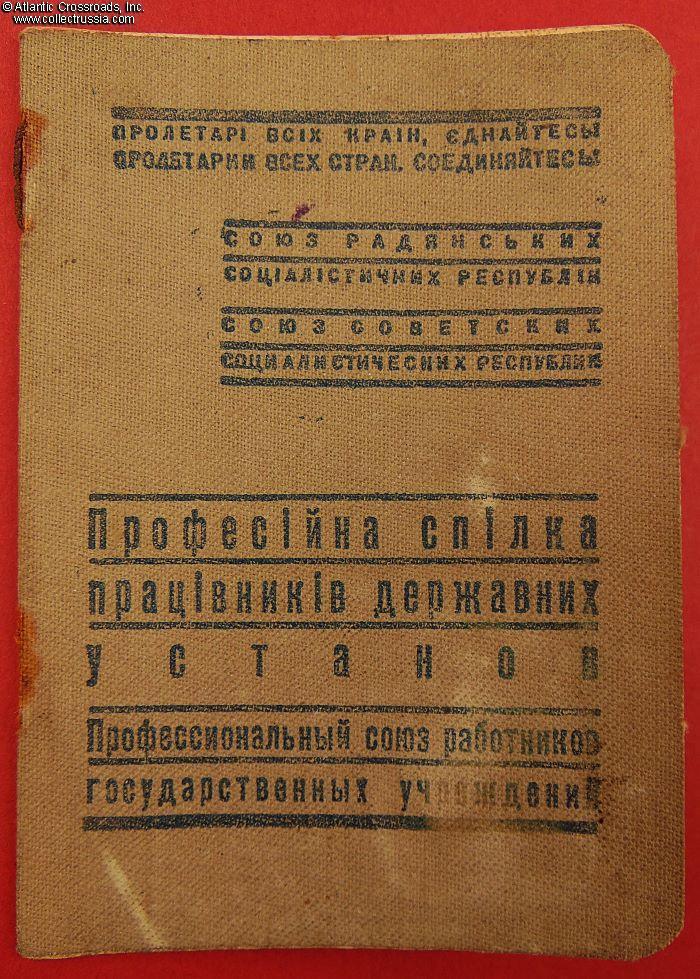 © Atlantic Crossroads, Inc.
www.collectrussia.com
ПРОЛЕТАРІ ВСІХ КРАІН, ЄДНАЙТЕСЬ!
ПРОЛЕТАРИИ ВСЕХ СТРАН, СОЕДИНЯЙТЕСЬ!
СОЮЗ РАДЯНСЬКИХ
СОЦІАЛІСТИЧНИХ РЕСПУБЛІК
СОЮЗ СОВЕТСКИХ
СОЦИАЛИСТИЧЕСКИХ РЕСПУБЛИК
Професійна спілка
працівників державних
установ
Профессиональный союз работников
государственных учреждений